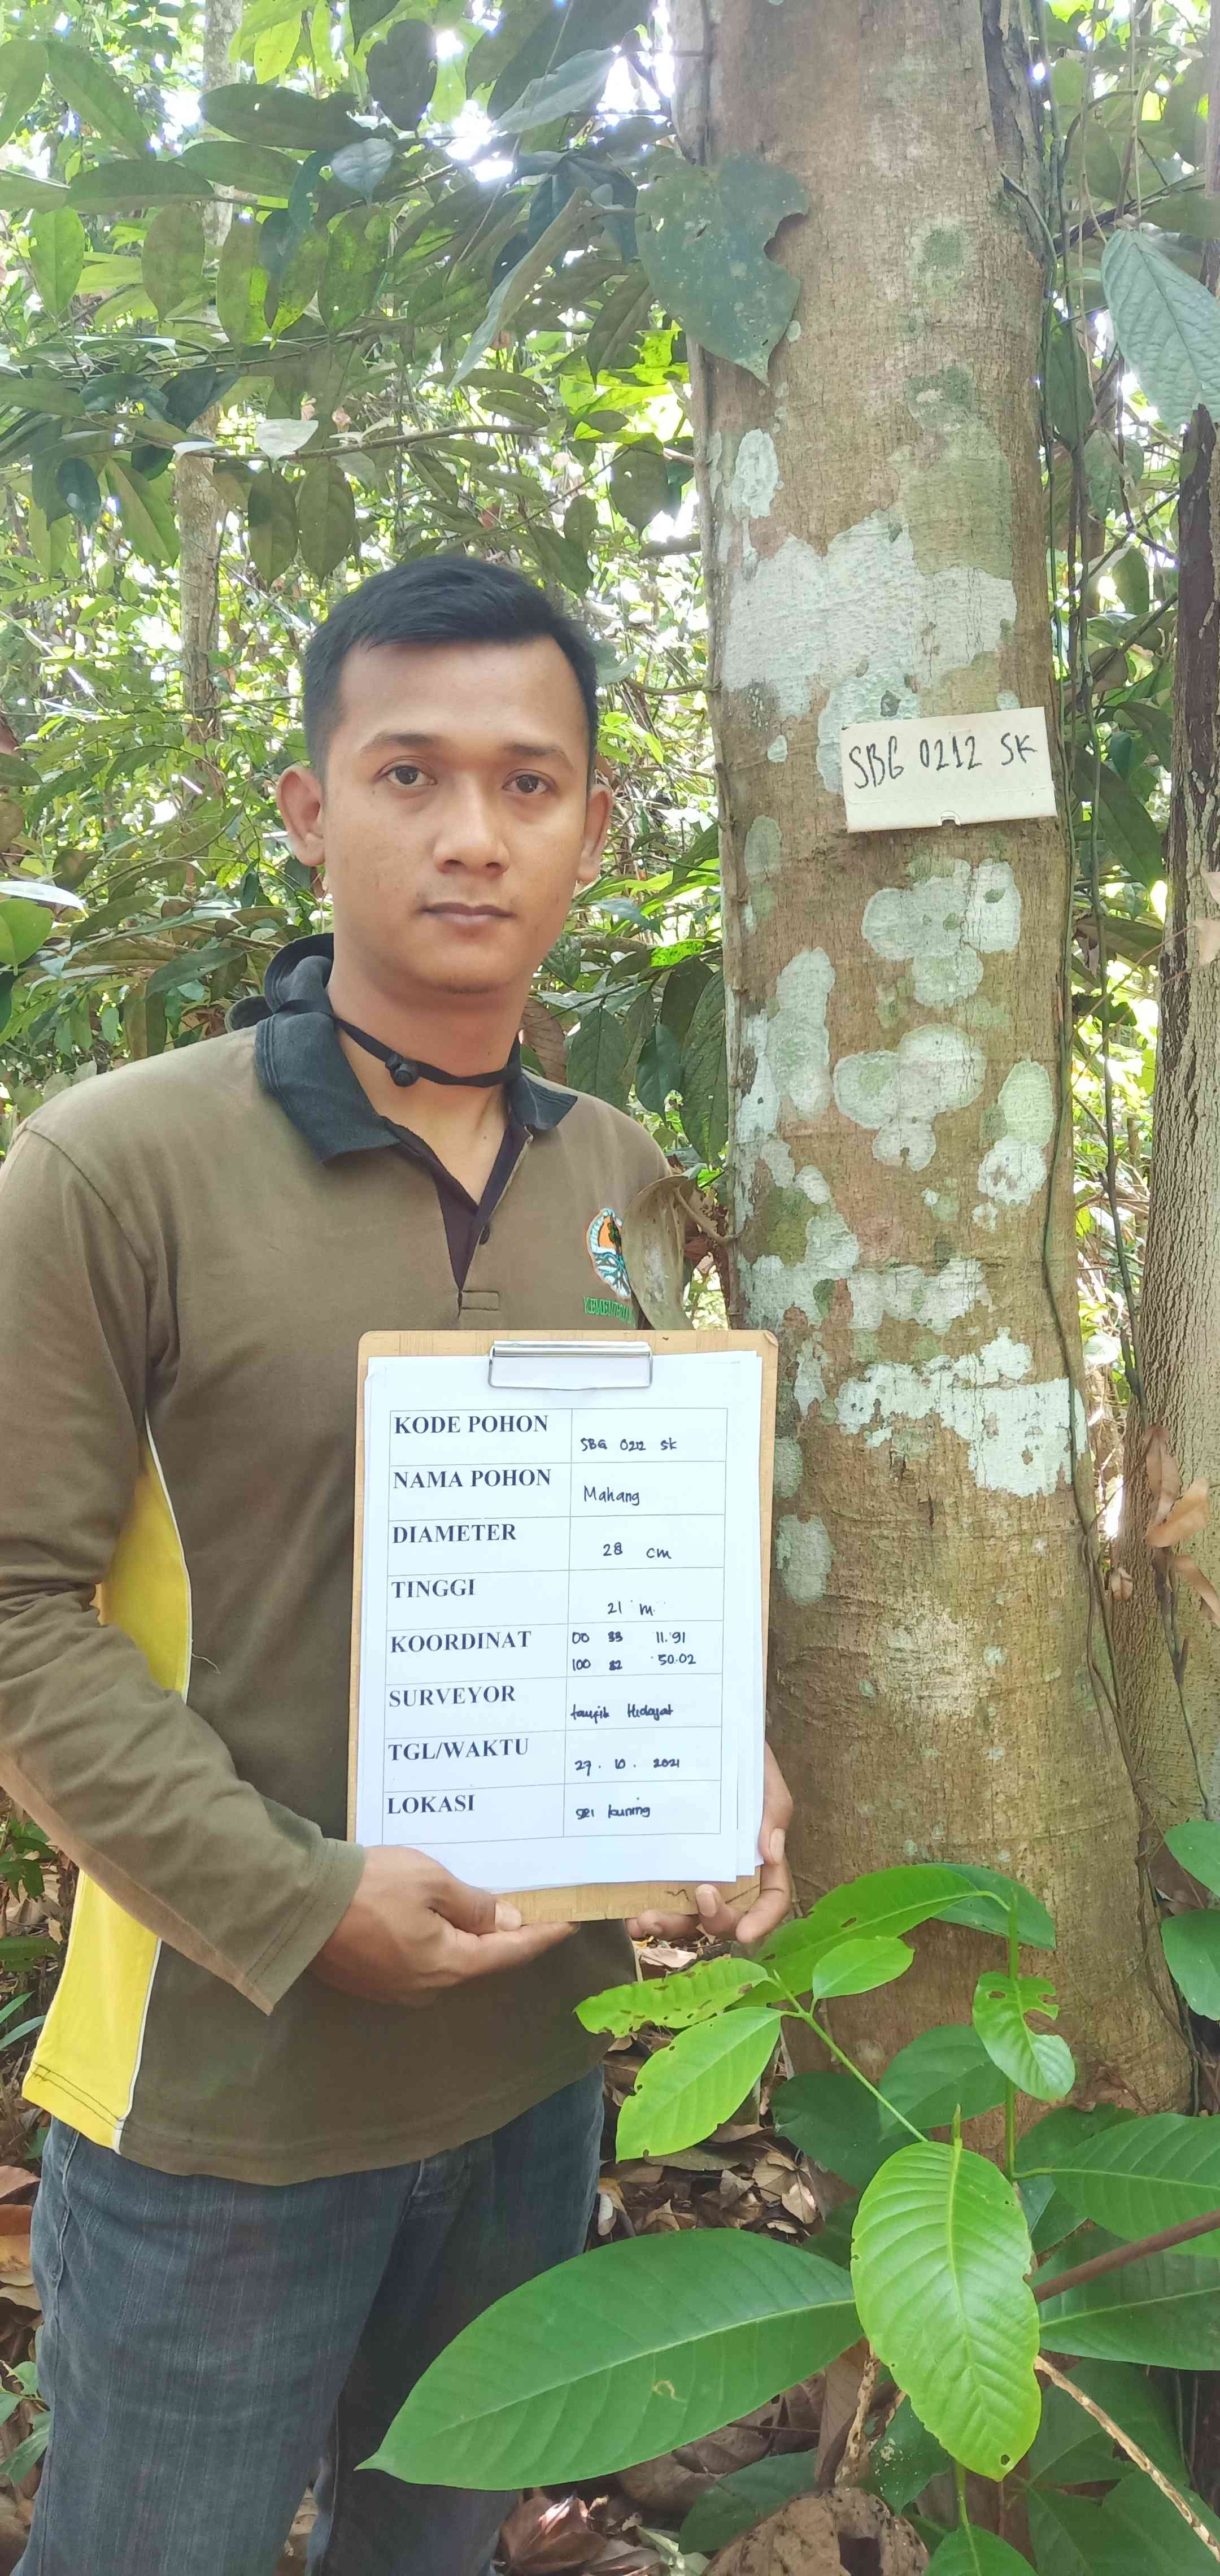 SBG 0212 SK
KODE POHON SBG 0212 SK
NAMA POHON Mahang
DIAMETER 28 cm
TINGGI 21 m
KOORDINAT 00 33 11.91
100 32 50.02
SURVEYOR taufik Hidayat
TGL/WAKTU 27. 10. 2021
LOKASI sei kuning